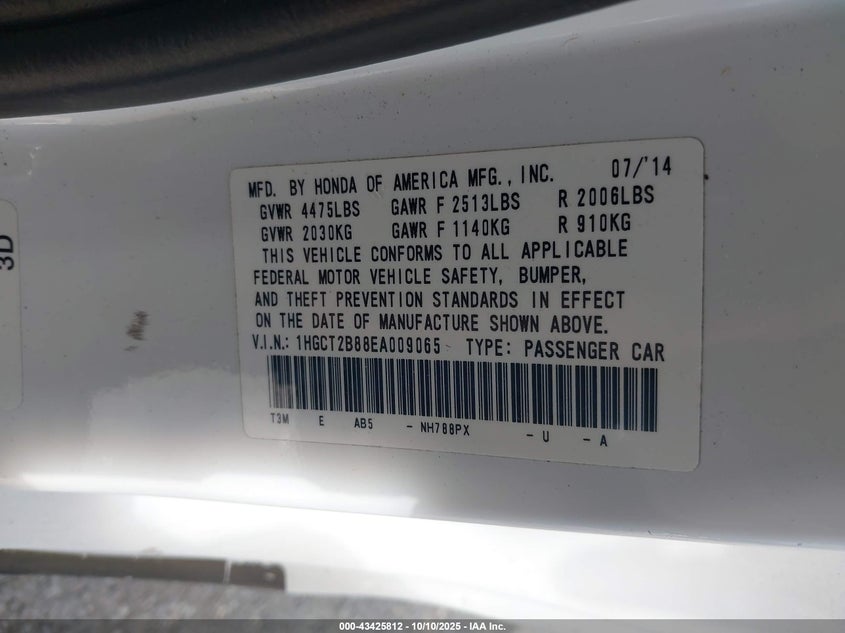 MFD. BY HONDA OF AMERICA MFG., INC. 07/'14
GVWR 4475LBS GAWR F 2513LBS R 2006LBS
GVWR 2030KG GAWR F 1140KG R 910KG
THIS VEHICLE CONFORMS TO ALL APPLICABLE
FEDERAL MOTOR VEHICLE SAFETY, BUMPER,
AND THEFT PREVENTION STANDARDS IN EFFECT
ON THE DATE OF MANUFACTURE SHOWN ABOVE.
V.I.N.: 1HGCT2B88EA009065 TYPE: PASSENGER CAR
T3M E AB5 - NH788PX - U - A
3D
000-43425812 - 10/10/2025 - IAA Inc.